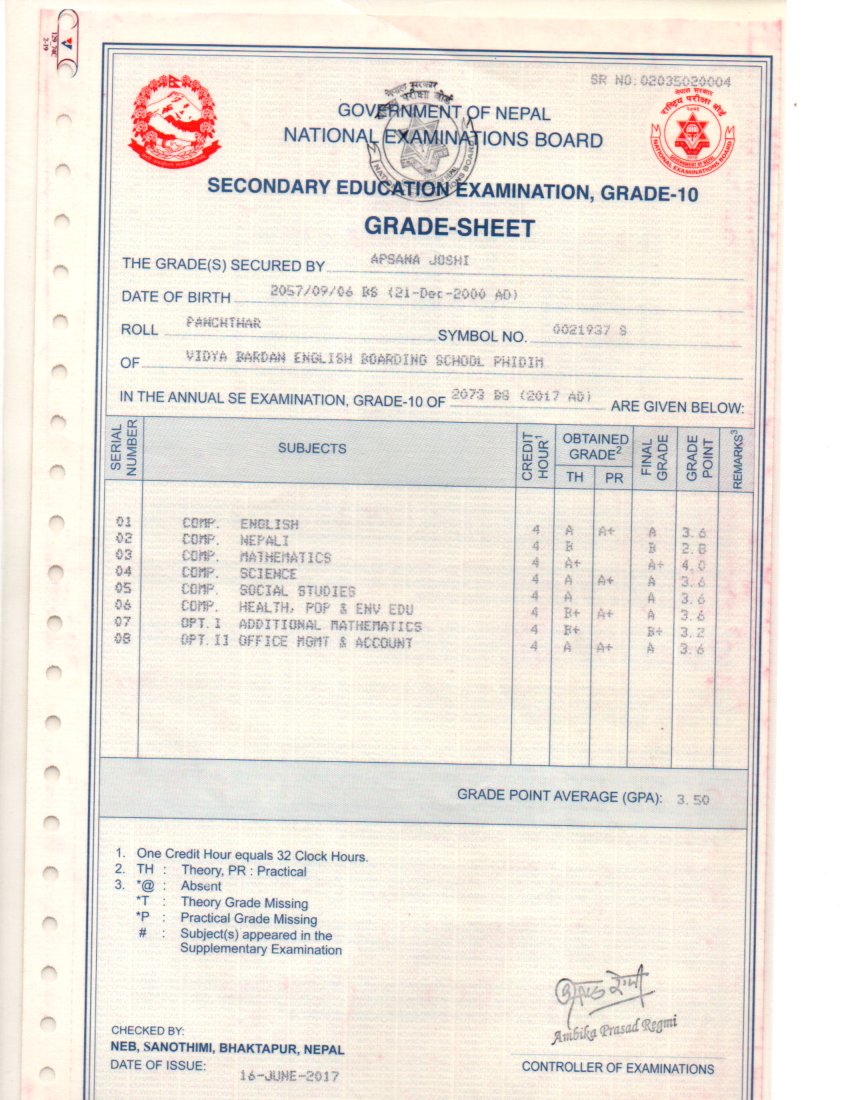 SR NO: 02035020004
नेपाल सरकार
राष्ट्रिय परीक्षा बोर्ड
NATIONAL EXAMINATIONS BOARD
GOVERNMENT OF NEPAL
NATIONAL EXAMINATIONS BOARD
SECONDARY EDUCATION EXAMINATION, GRADE-10
GRADE-SHEET
THE GRADE(S) SECURED BY APSANA JOSHI
DATE OF BIRTH 2057/09/06 BS (21-Dec-2000 AD)
ROLL PANCHTHAR SYMBOL NO. 0021937 S
OF VIDYA BARDAN ENGLISH BOARDING SCHOOL PHIDIM
IN THE ANNUAL SE EXAMINATION, GRADE-10 OF 2073 BS (2017 AD) ARE GIVEN BELOW:
SERIAL NUMBER SUBJECTS CREDIT HOUR1 OBTAINED GRADE2 FINAL GRADE GRADE POINT REMARKS3
TH PR
01 COMP. ENGLISH 4 A A+ A 3.6
02 COMP. NEPALI 4 B B 2.8
03 COMP. MATHEMATICS 4 A+ A+ 4.0
04 COMP. SCIENCE 4 A A+ A 3.6
05 COMP. SOCIAL STUDIES 4 A A 3.6
06 COMP. HEALTH, POP & ENV EDU 4 B+ A+ A 3.6
07 OPT.I ADDITIONAL MATHEMATICS 4 B+ B+ 3.2
08 OPT.II OFFICE MGMT & ACCOUNT 4 A A+ A 3.6
GRADE POINT AVERAGE (GPA): 3.50
1. One Credit Hour equals 32 Clock Hours.
2. TH : Theory, PR : Practical
3. *@ : Absent
*T : Theory Grade Missing
*P : Practical Grade Missing
# : Subject(s) appeared in the
Supplementary Examination
Ambika Prasad Regmi
CHECKED BY:
NEB, SANOTHIMI, BHAKTAPUR, NEPAL
DATE OF ISSUE: 16-JUNE-2017
CONTROLLER OF EXAMINATIONS